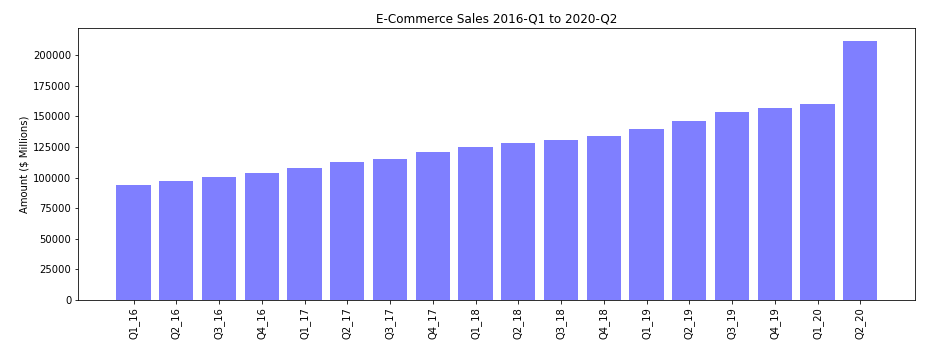 E-Commerce Sales 2016-Q1 to 2020-Q2
Amount ($ Millions)
200000
175000
150000
125000
100000
75000
50000
25000
0
Q1_16
Q2_16
Q3_16
Q4_16
Q1_17
Q2_17
Q3_17
Q4_17
Q1_18
Q2_18
Q3_18
Q4_18
Q1_19
Q2_19
Q3_19
Q4_19
Q1_20
Q2_20